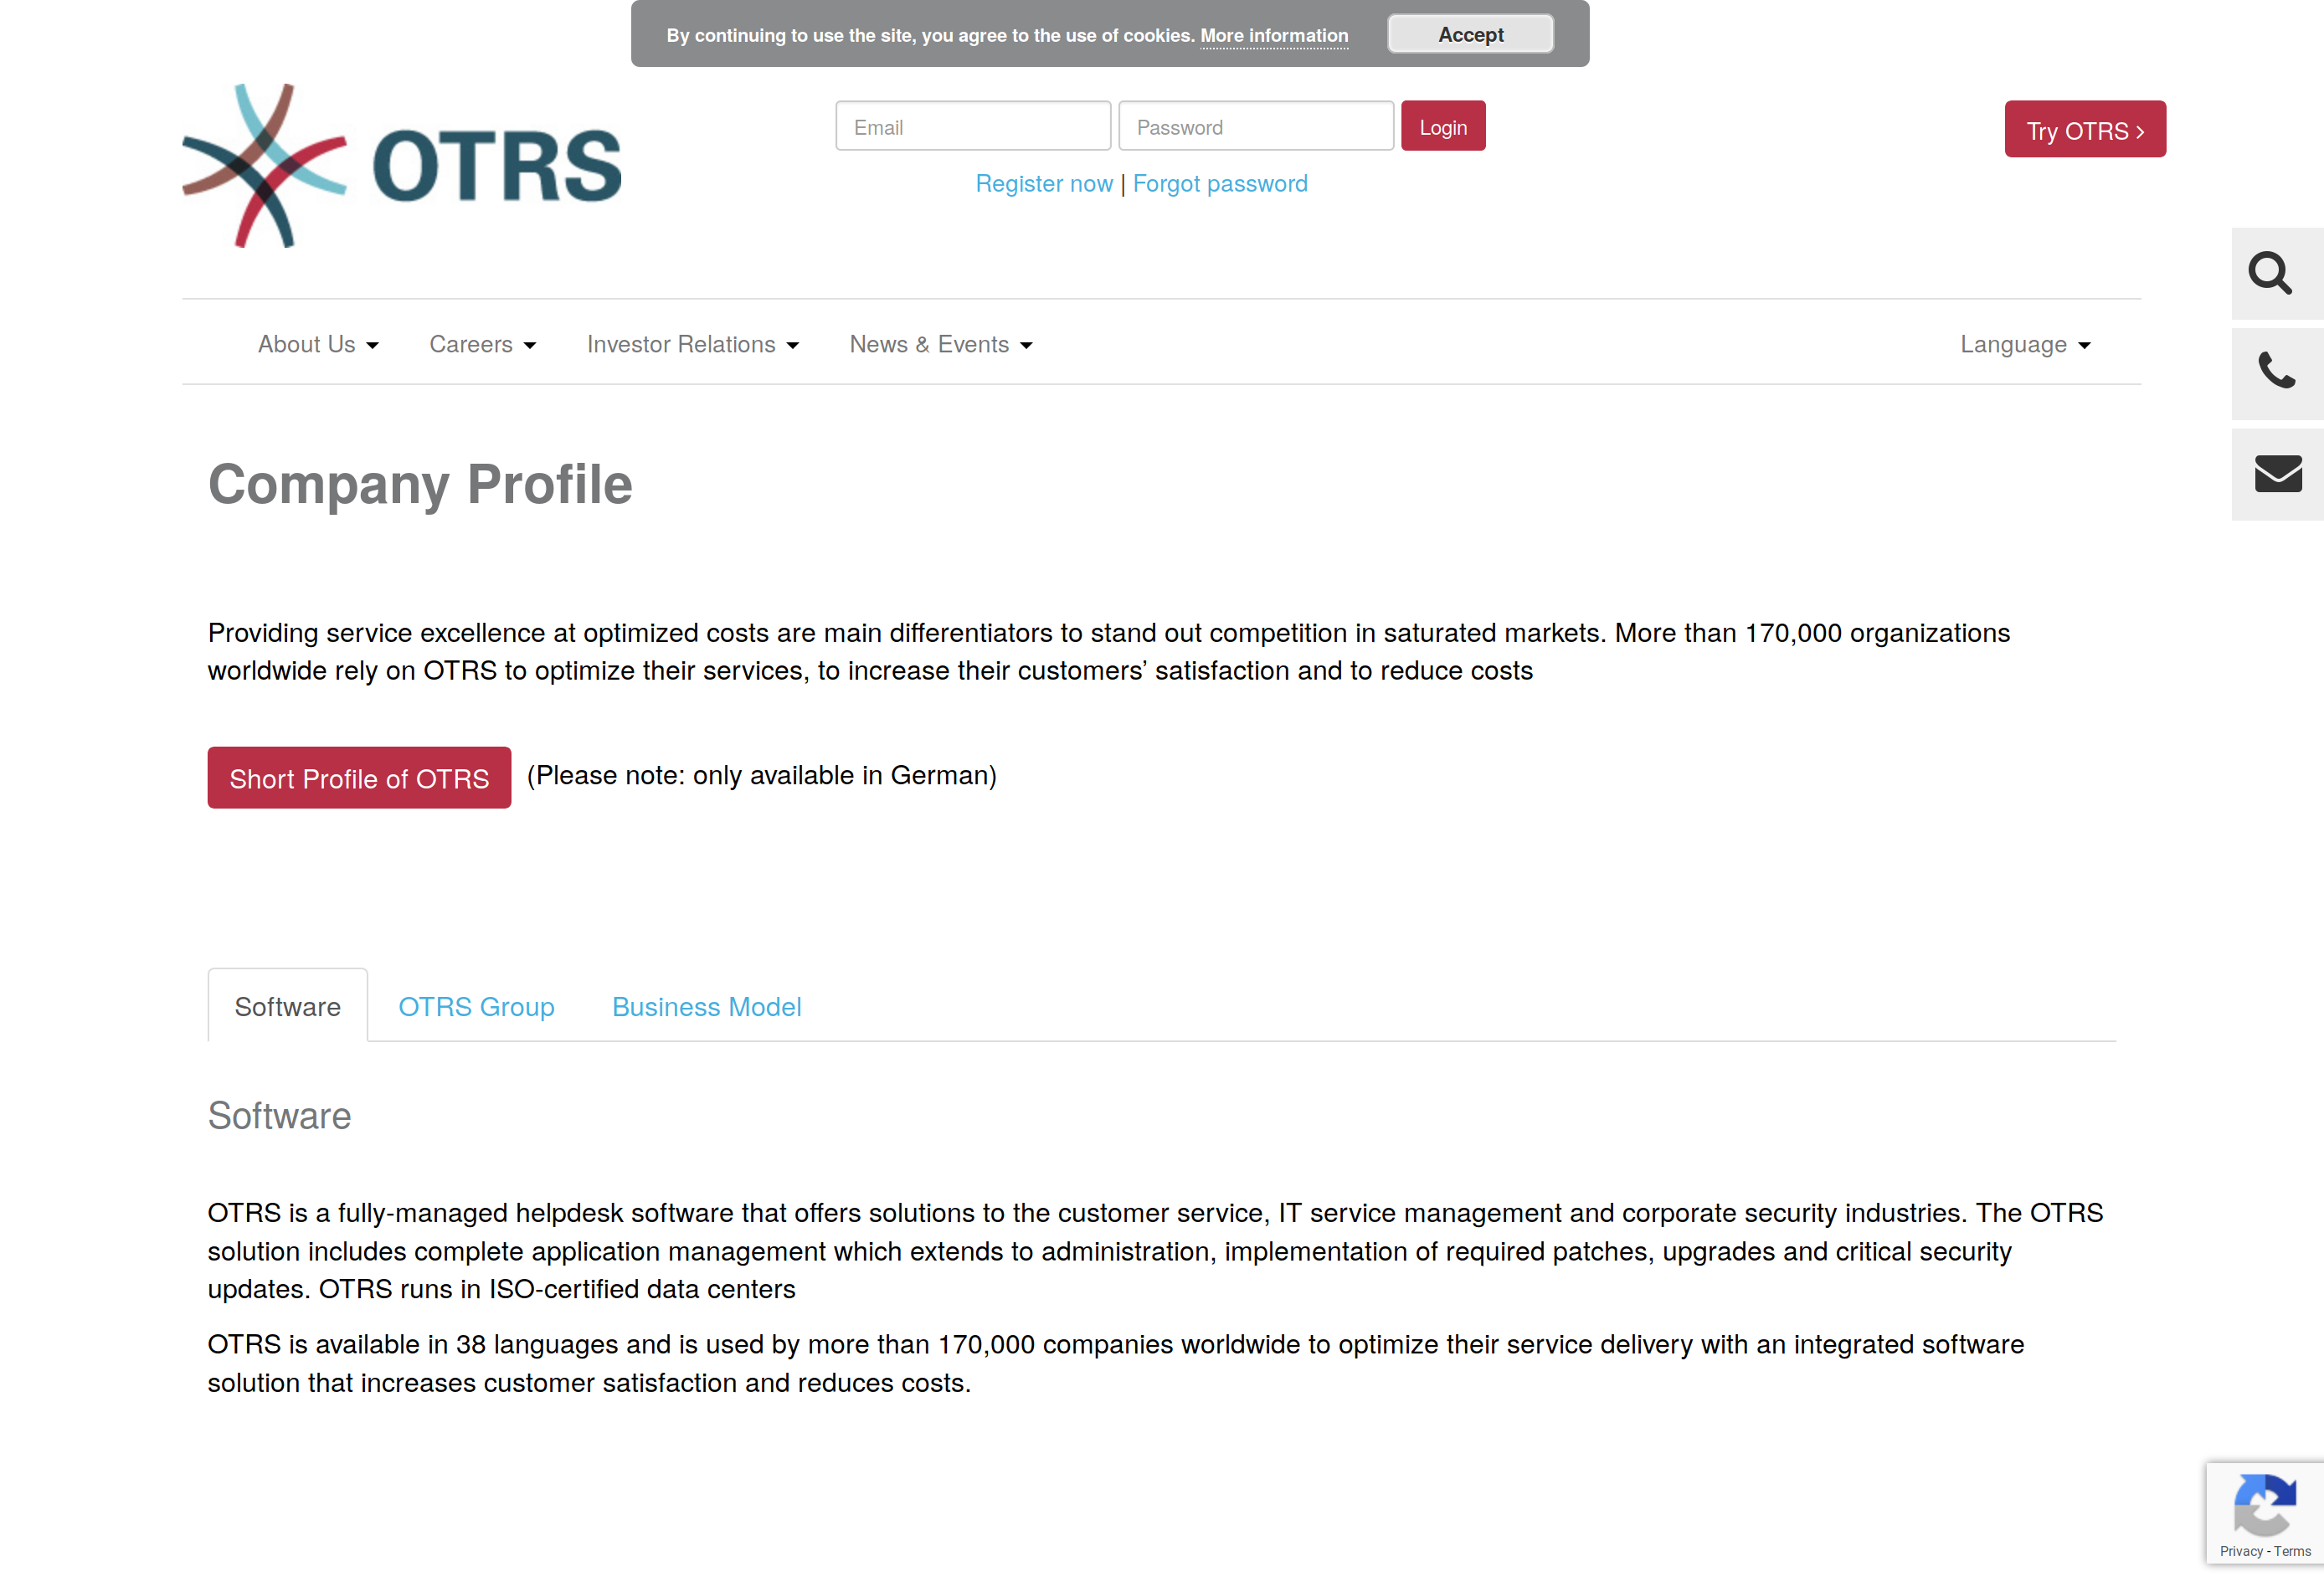 By continuing to use the site, you agree to the use of cookies. More information Accept
OTRS
Email Password Login
Try OTRS ›
Register now | Forgot password
About Us Careers Investor Relations News & Events Language
Company Profile
Providing service excellence at optimized costs are main differentiators to stand out competition in saturated markets. More than 170,000 organizations
worldwide rely on OTRS to optimize their services, to increase their customers’ satisfaction and to reduce costs
Short Profile of OTRS (Please note: only available in German)
Software OTRS Group Business Model
Software
OTRS is a fully-managed helpdesk software that offers solutions to the customer service, IT service management and corporate security industries. The OTRS
solution includes complete application management which extends to administration, implementation of required patches, upgrades and critical security
updates. OTRS runs in ISO-certified data centers
OTRS is available in 38 languages and is used by more than 170,000 companies worldwide to optimize their service delivery with an integrated software
solution that increases customer satisfaction and reduces costs.
Privacy - Terms